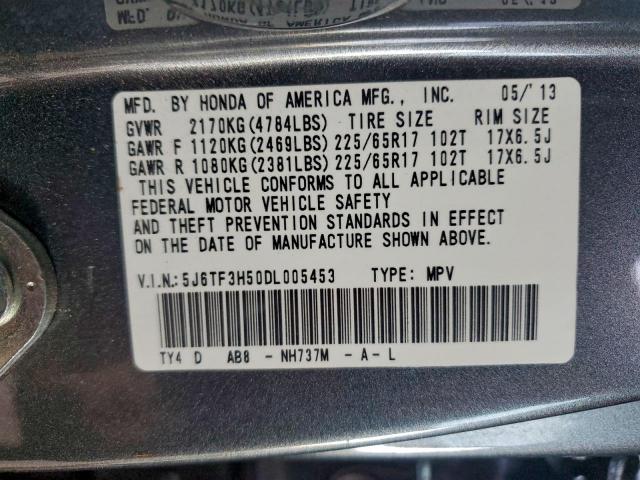 MFD. BY HONDA OF AMERICA MFG., INC. 05/'13
GVWR 2170KG(4784LBS) TIRE SIZE RIM SIZE
GAWR F 1120KG(2469LBS) 225/65R17 102T 17X6.5J
GAWR R 1080KG(2381LBS) 225/65R17 102T 17X6.5J
THIS VEHICLE CONFORMS TO ALL APPLICABLE
FEDERAL MOTOR VEHICLE SAFETY
AND THEFT PREVENTION STANDARDS IN EFFECT
ON THE DATE OF MANUFACTURE SHOWN ABOVE.
V.I.N.:5J6TF3H50DL005453 TYPE: MPV
TY4 D AB8 - NH737M - A - L